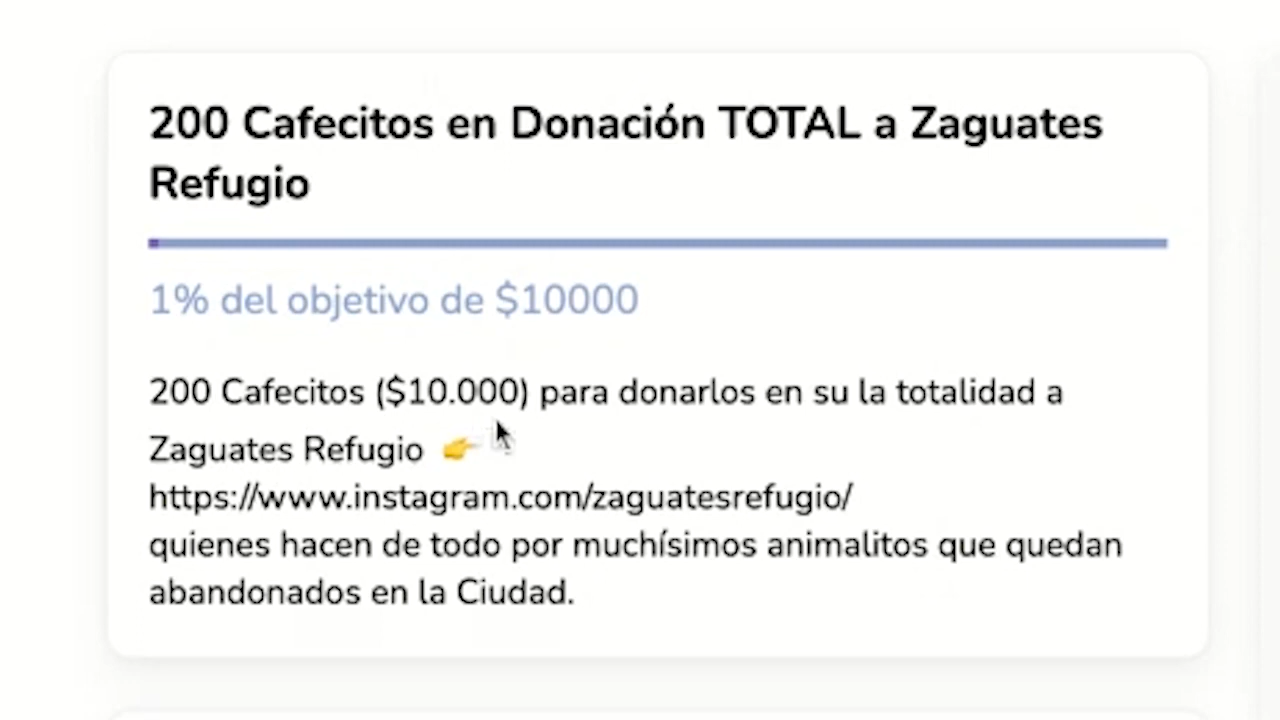 200 Cafecitos en Donación TOTAL a Zaguates
Refugio
1% del objetivo de $10000
200 Cafecitos ($10.000) para donarlos en su la totalidad a
Zaguates Refugio 👉
https://www.instagram.com/zaguatesrefugio/
quienes hacen de todo por muchísimos animalitos que quedan
abandonados en la Ciudad.